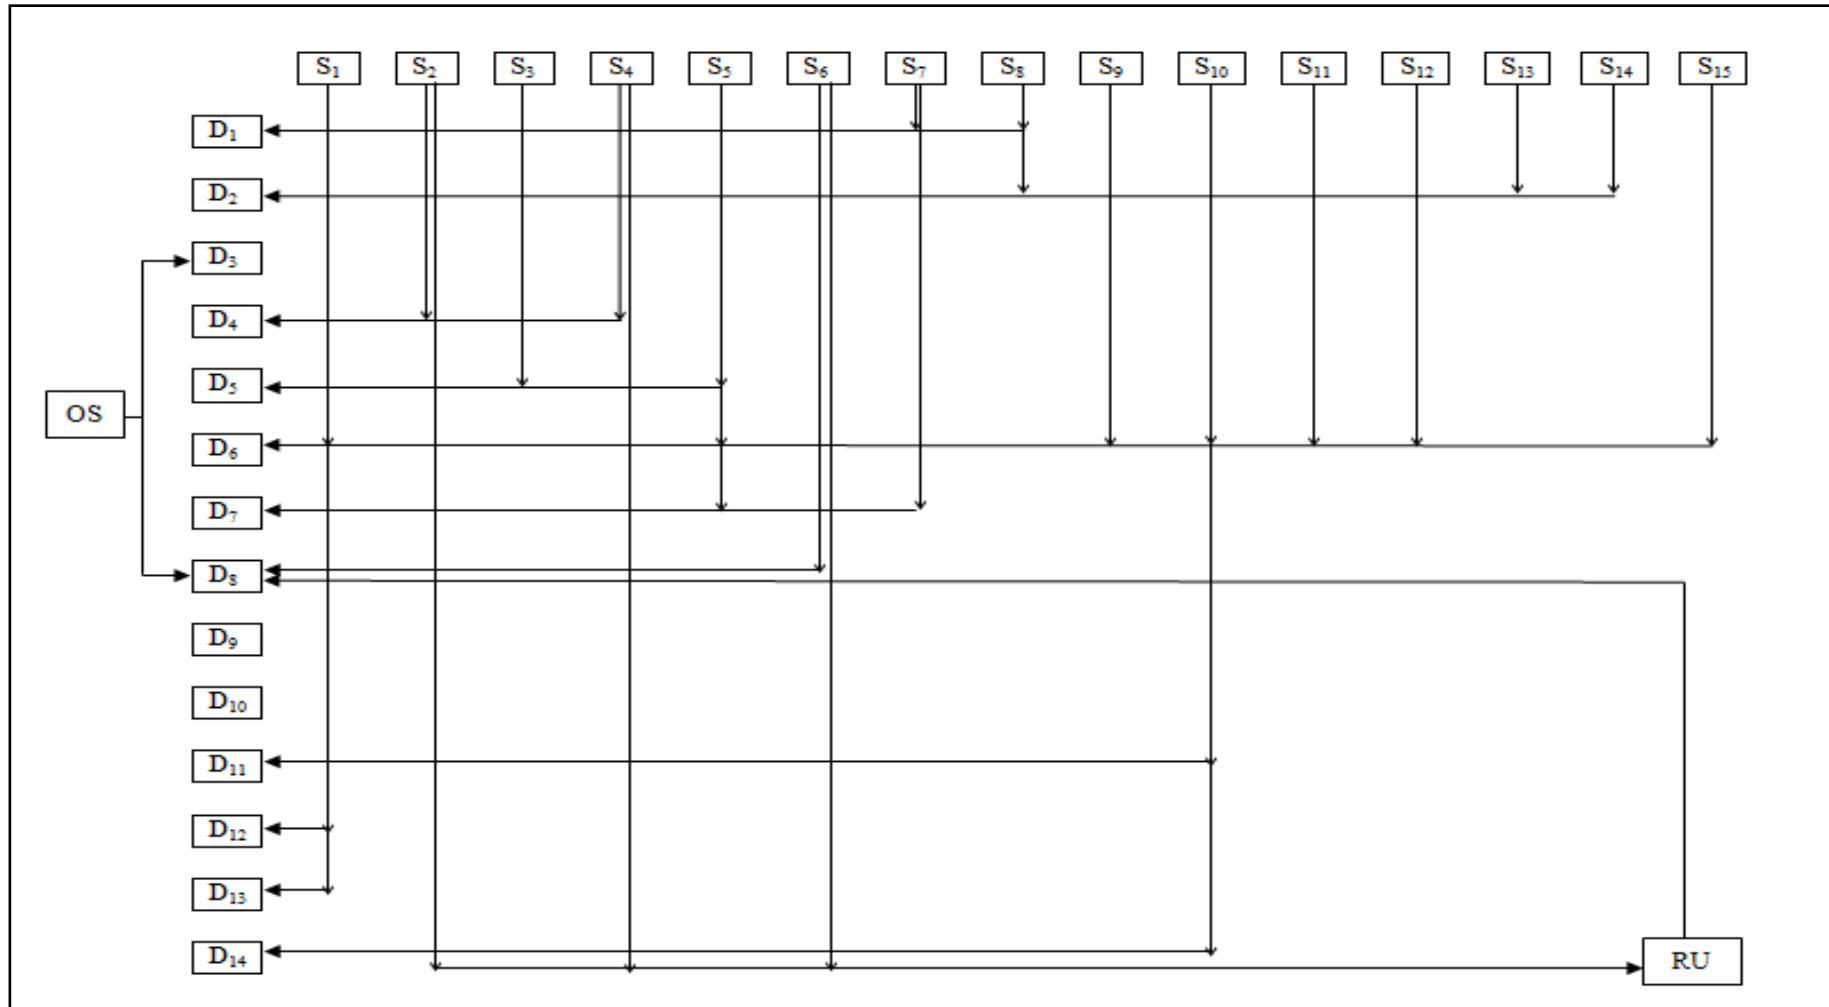 S₁ S₂ S₃ S₄ S₅ S₆ S₇ S₈ S₉ S₁₀ S₁₁ S₁₂ S₁₃ S₁₄ S₁₅
D₁
D₂
D₃
D₄
D₅
OS
D₆
D₇
D₈
D₉
D₁₀
D₁₁
D₁₂
D₁₃
D₁₄
RU